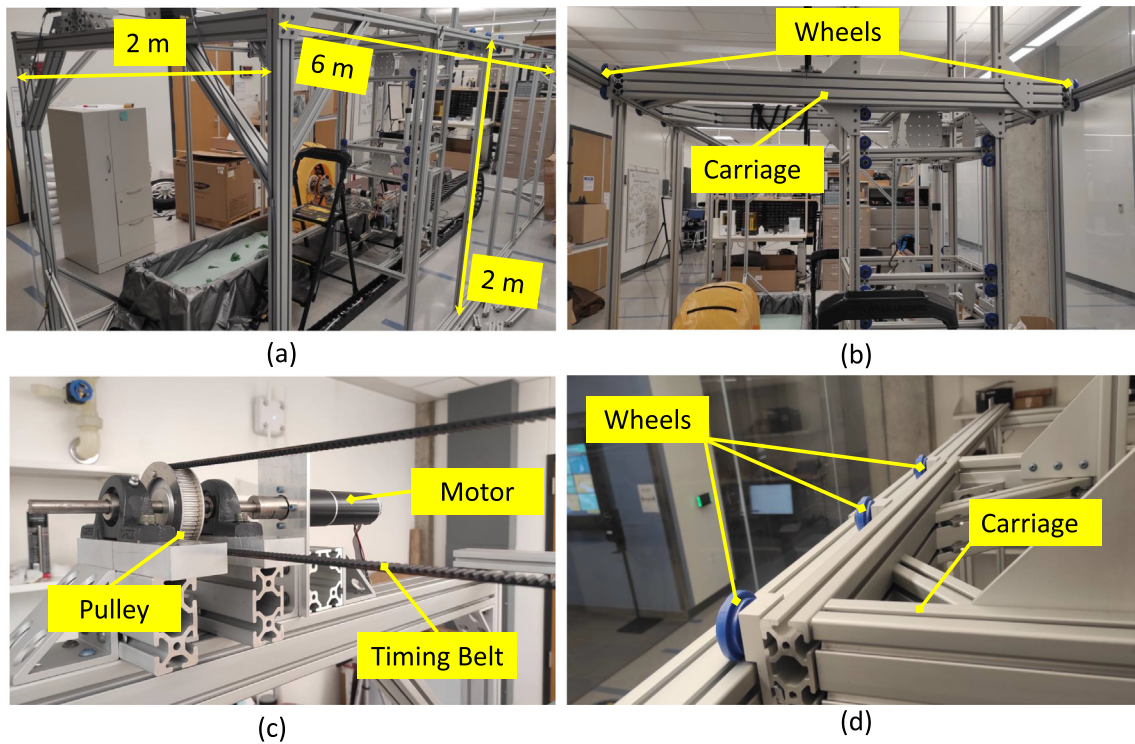 2 m
6 m
2 m
(a)
Wheels
Carriage
(b)
Motor
Pulley
Timing Belt
(c)
Wheels
Carriage
(d)